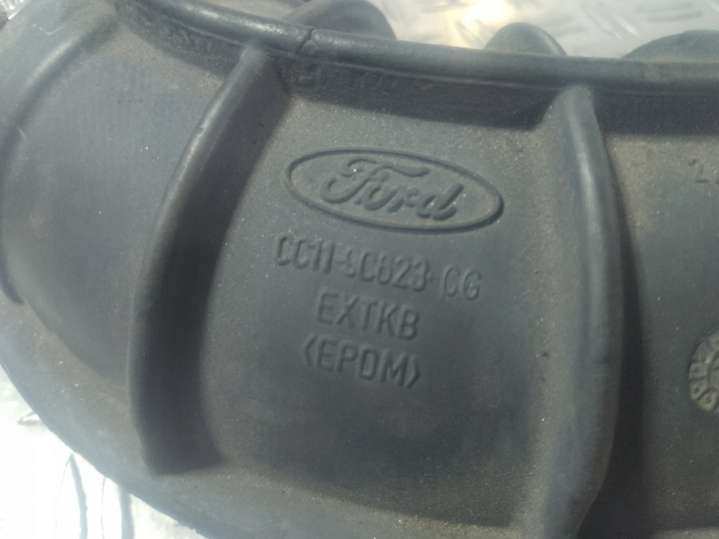 Ford
CC11-9C623-CG
EXTKB
<EPDM>